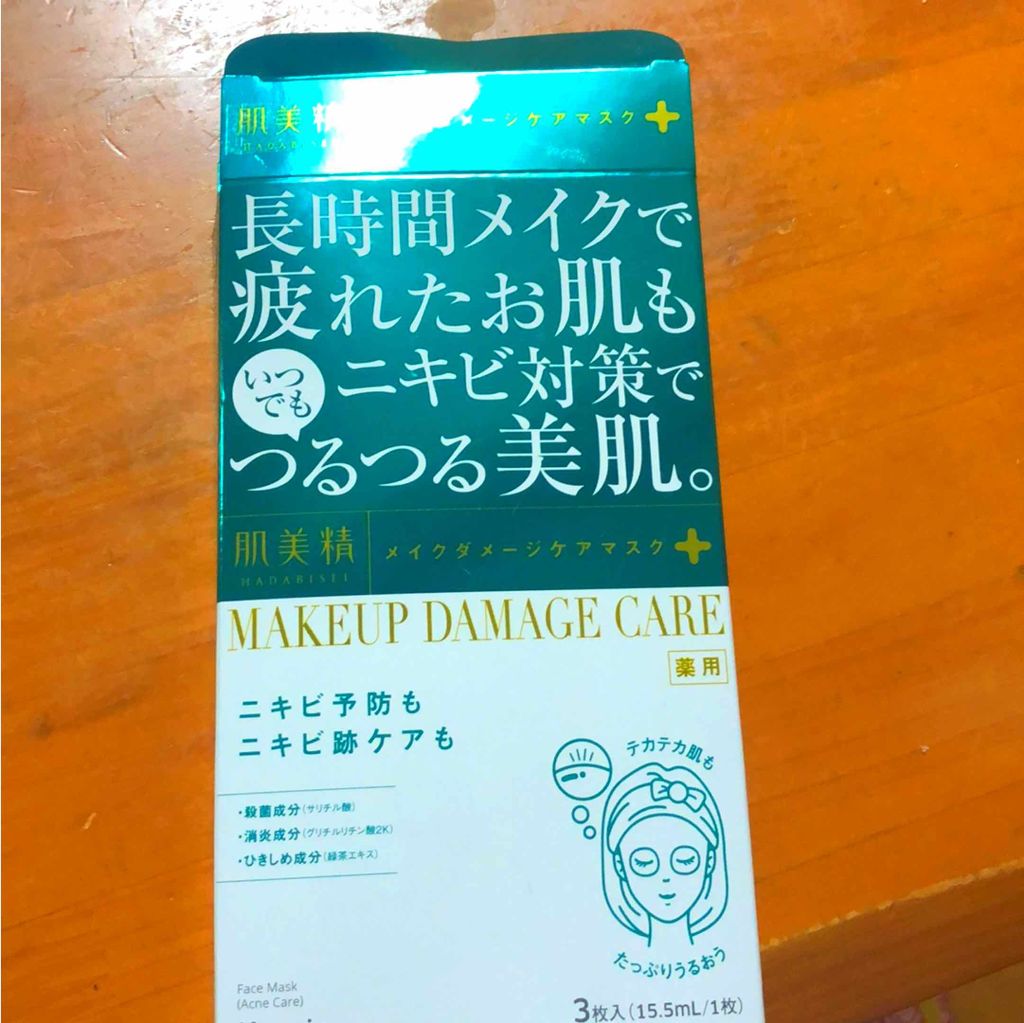 肌美精 メージケアマスク
長時間メイクで
疲れたお肌も
いつでも
ニキビ対策で
つるつる美肌。
肌美精
HADABISEI
メイクダメージケアマスク
MAKEUP DAMAGE CARE
薬用
ニキビ予防も
ニキビ跡ケアも
・殺菌成分(サリチル酸)
・消炎成分(グリチルリチン酸2K)
・ひきしめ成分(緑茶エキス)
テカテカ肌も
たっぷりうるおう
Face Mask
(Acne Care)
3枚入(15.5mL/1枚)